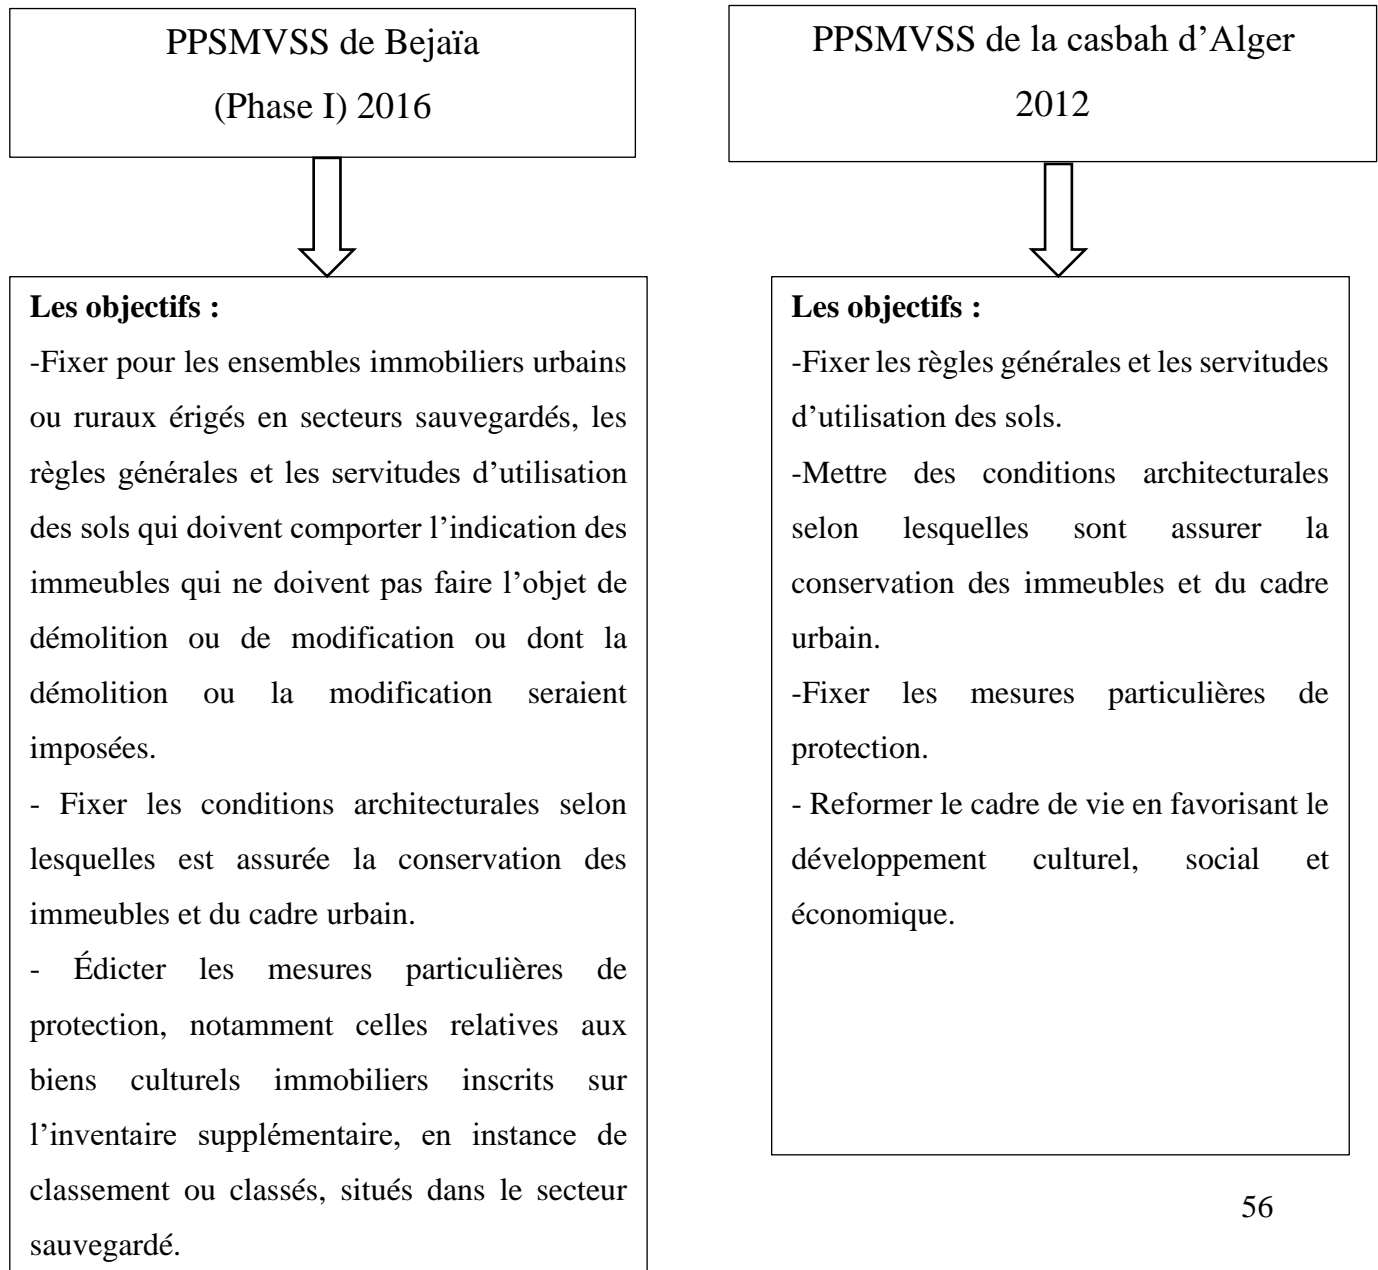 PPSMVSS de Bejaïa
(Phase I) 2016
PPSMVSS de la casbah d’Alger
2012
Les objectifs :
-Fixer pour les ensembles immobiliers urbains
ou ruraux érigés en secteurs sauvegardés, les
règles générales et les servitudes d’utilisation
des sols qui doivent comporter l’indication des
immeubles qui ne doivent pas faire l’objet de
démolition ou de modification ou dont la
démolition ou la modification seraient
imposées.
- Fixer les conditions architecturales selon
lesquelles est assurée la conservation des
immeubles et du cadre urbain.
- Édicter les mesures particulières de
protection, notamment celles relatives aux
biens culturels immobiliers inscrits sur
l’inventaire supplémentaire, en instance de
classement ou classés, situés dans le secteur
sauvegardé.
Les objectifs :
-Fixer les règles générales et les servitudes
d’utilisation des sols.
-Mettre des conditions architecturales
selon lesquelles sont assurer la
conservation des immeubles et du cadre
urbain.
-Fixer les mesures particulières de
protection.
- Reformer le cadre de vie en favorisant le
développement culturel, social et
économique.
56